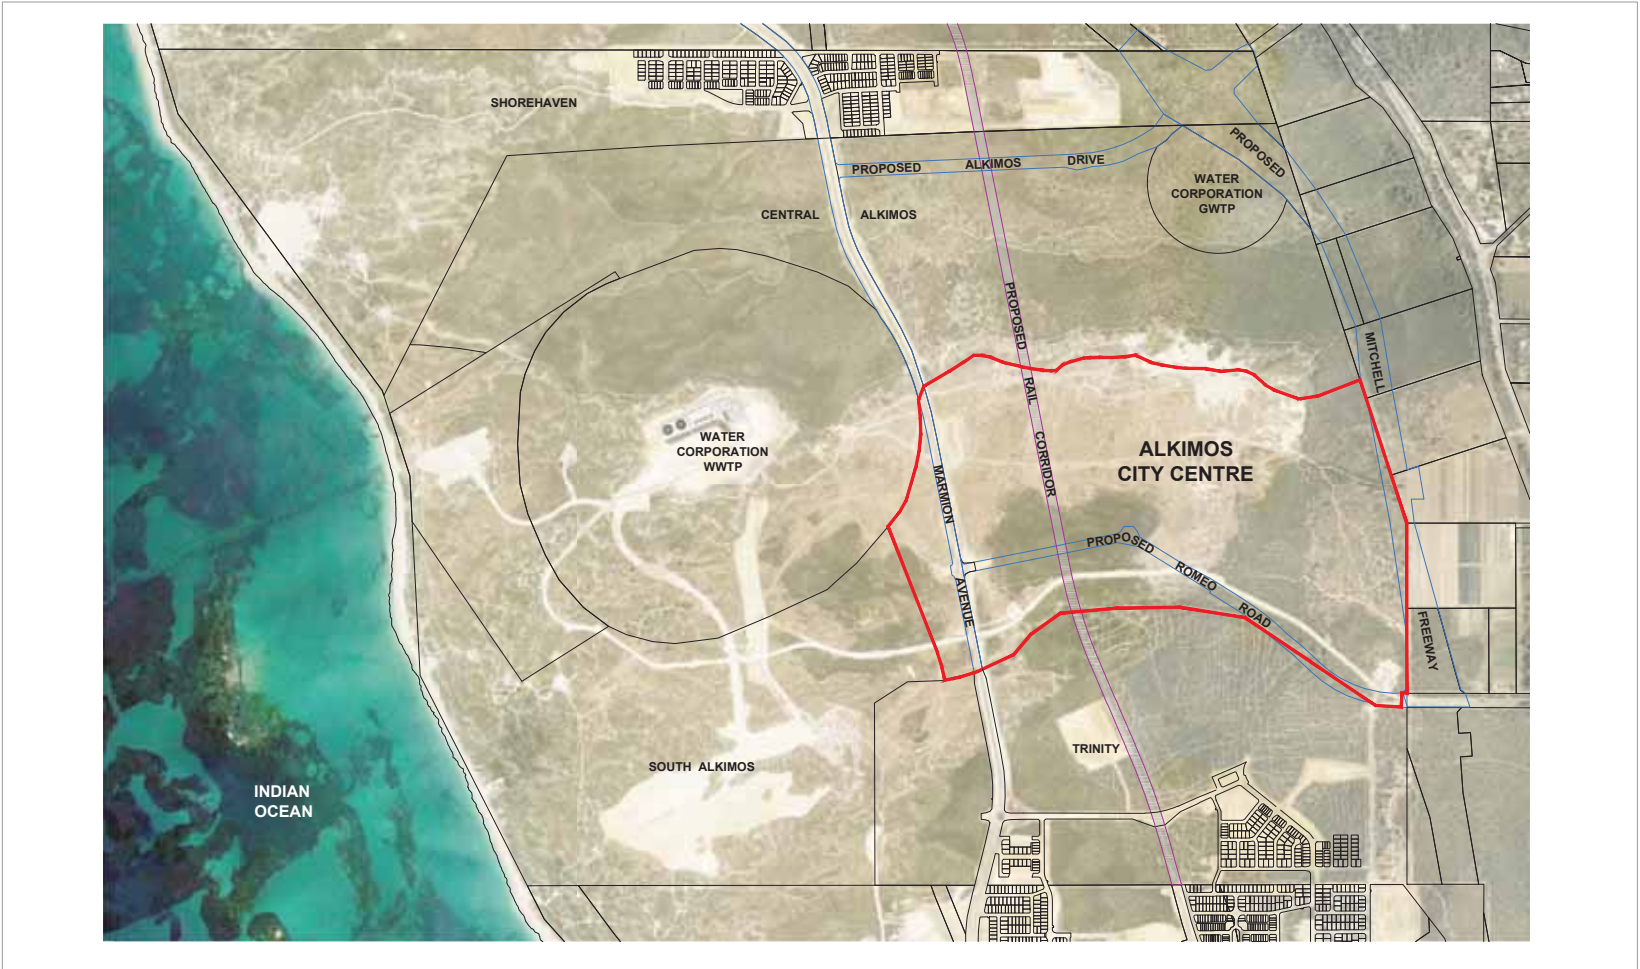 SHOREHAVEN
PROPOSED ALKIMOS DRIVE
PROPOSED
WATER
CORPORATION
GWTP
CENTRAL ALKIMOS
PROPOSED
RAIL
CORRIDOR
MITCHELL
FREEWAY
WATER
CORPORATION
WWTP
ALKIMOS
CITY CENTRE
MARMION
AVENUE
PROPOSED
ROMEO
ROAD
TRINITY
SOUTH ALKIMOS
INDIAN
OCEAN